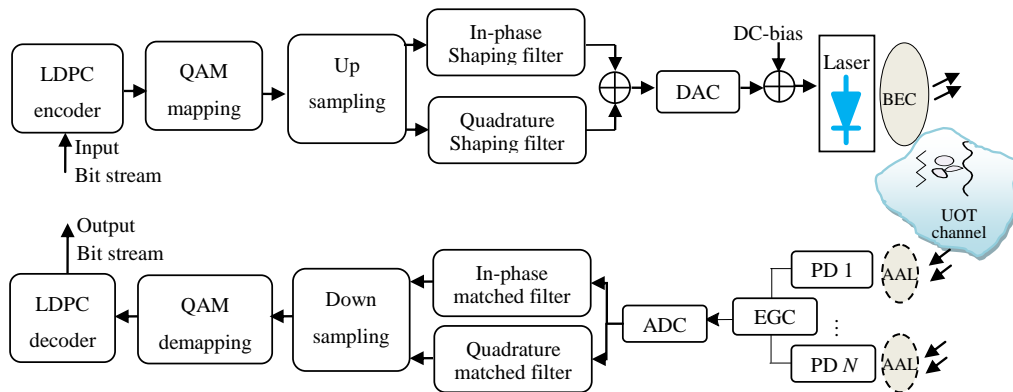 LDPC
encoder
QAM
mapping
Up
sampling
In-phase
Shaping filter
Quadrature
Shaping filter
DAC
DC-bias
Laser
BEC
Input
Bit stream
UOT
channel
Output
Bit stream
LDPC
decoder
QAM
demapping
Down
sampling
In-phase
matched filter
Quadrature
matched filter
ADC
EGC
PD 1
AAL
...
PD N
AAL